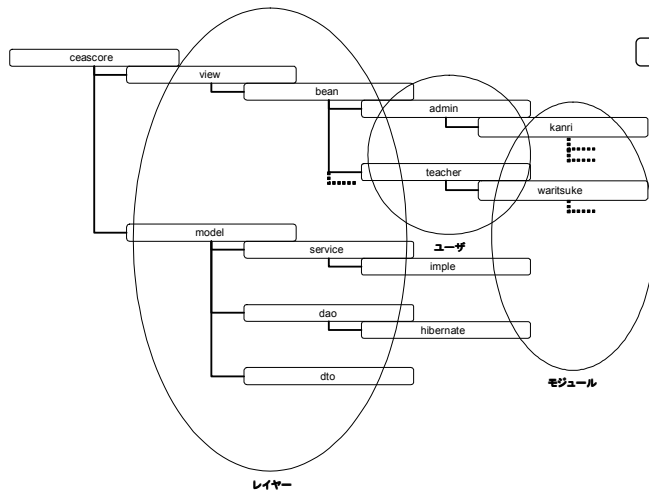 ceascore
view
bean
admin
kanri
teacher
waritsuke
model
ユーザ
service
imple
dao
hibernate
dto
モジュール
レイヤー